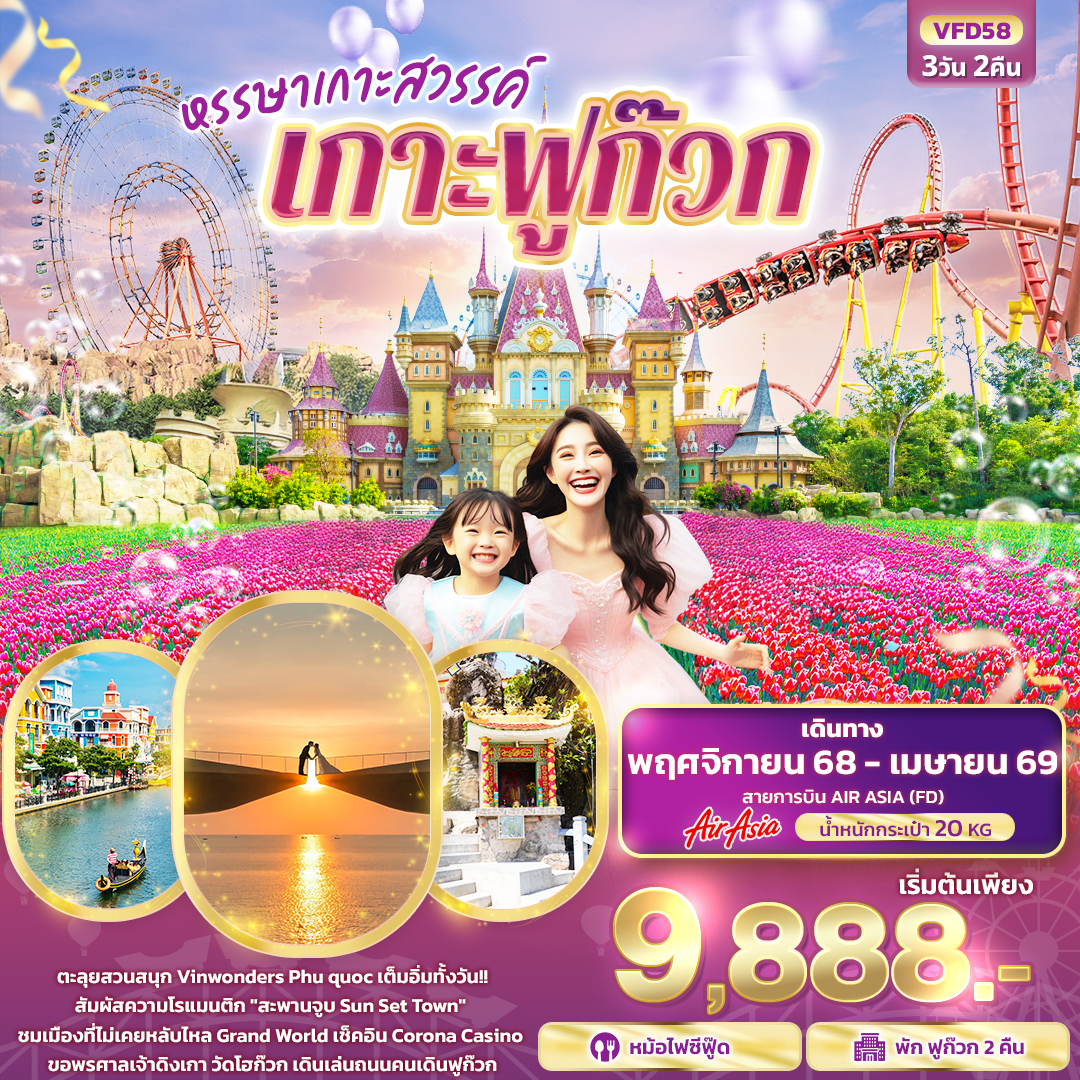 VFD58
3วัน 2คืน
หรรษาเกาะสวรรค์
เกาะฟูก๊วก
เดินทาง
พฤศจิกายน 68 - เมษายน 69
สายการบิน AIR ASIA (FD)
AirAsia น้ำหนักกระเป๋า 20 KG
เริ่มต้นเพียง
9,888.-
ตะลุยสวนสนุก Vinwonders Phu quoc เต็มอิ่มทั้งวัน!!
สัมผัสความโรแมนติก "สะพานจูบ Sun Set Town"
ชมเมืองที่ไม่เคยหลับไหล Grand World เช็คอิน Corona Casino
ขอพรศาลเจ้าดิงเกา วัดโฮก๊วก เดินเล่นถนนคนเดินฟูก๊วก
หม้อไฟซีฟู๊ด
พัก ฟูก๊วก 2 คืน